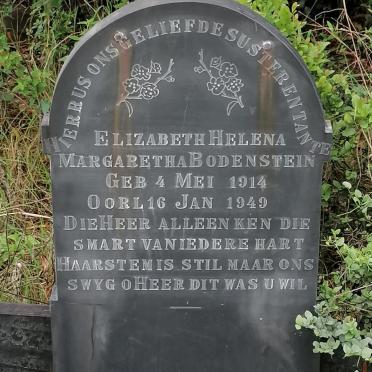 HIER RUS ONS GELIEFDE SUSTER EN TANTE
ELIZABETH HELENA
MARGARETHA BODENSTEIN
GEB 4 MEI 1914
OORL 16 JAN 1949
DIE HEER ALLEEN KEN DIE
SMART VAN IEDERE HART
HAAR STEM IS STIL MAAR ONS
SWYG O HEER DIT WAS U WIL